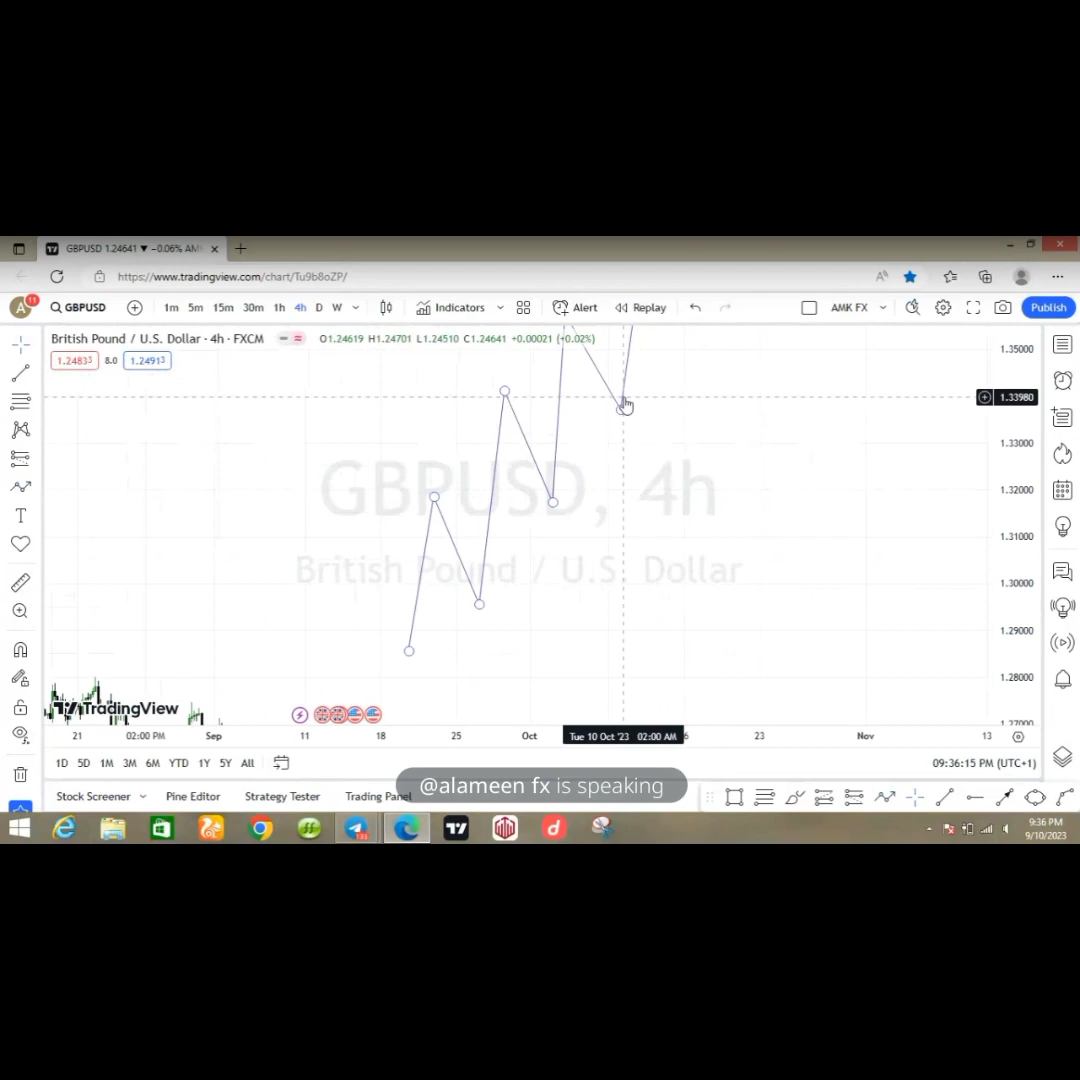 GBPUSD 1.24641 ▼ −0.06% AM
https://www.tradingview.com/chart/Tu9b8oZP/
A 11 GBPUSD 1m 5m 15m 30m 1h 4h D W Indicators Alert Replay AMK FX Publish
British Pound / U.S. Dollar · 4h · FXCM O1.24619 H1.24701 L1.24510 C1.24641 +0.00021 (+0.02%)
1.24833 8.0 1.24913
1.35000
1.33980
1.33000
1.32000
1.31000
1.30000
1.29000
1.28000
1.27000
GBPUSD, 4h
British Pound / U.S. Dollar
TradingView
21 02:00 PM Sep 11 18 25 Oct Tue 10 Oct '23 02:00 AM 6 23 Nov 13
1D 5D 1M 3M 6M YTD 1Y 5Y All 09:36:15 PM (UTC+1)
@alameen fx is speaking
Stock Screener Pine Editor Strategy Tester Trading Panel
9:36 PM
9/10/2023